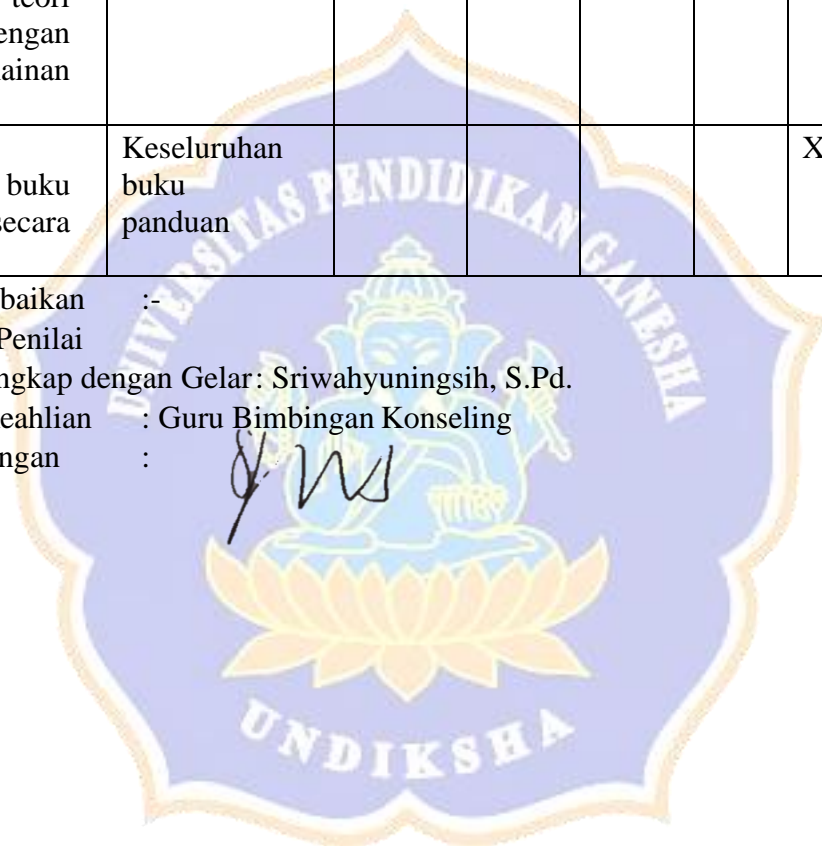 teori
engan
ainan
Keseluruhan
X
buku
buku
secara
panduan
baikan :-
Penilai
ngkap dengan Gelar: Sriwahyuningsih, S.Pd.
eahlian : Guru Bimbingan Konseling
ngan :
UNIVERSITAS PENDIDIKAN GANESHA
UNDIKSHA